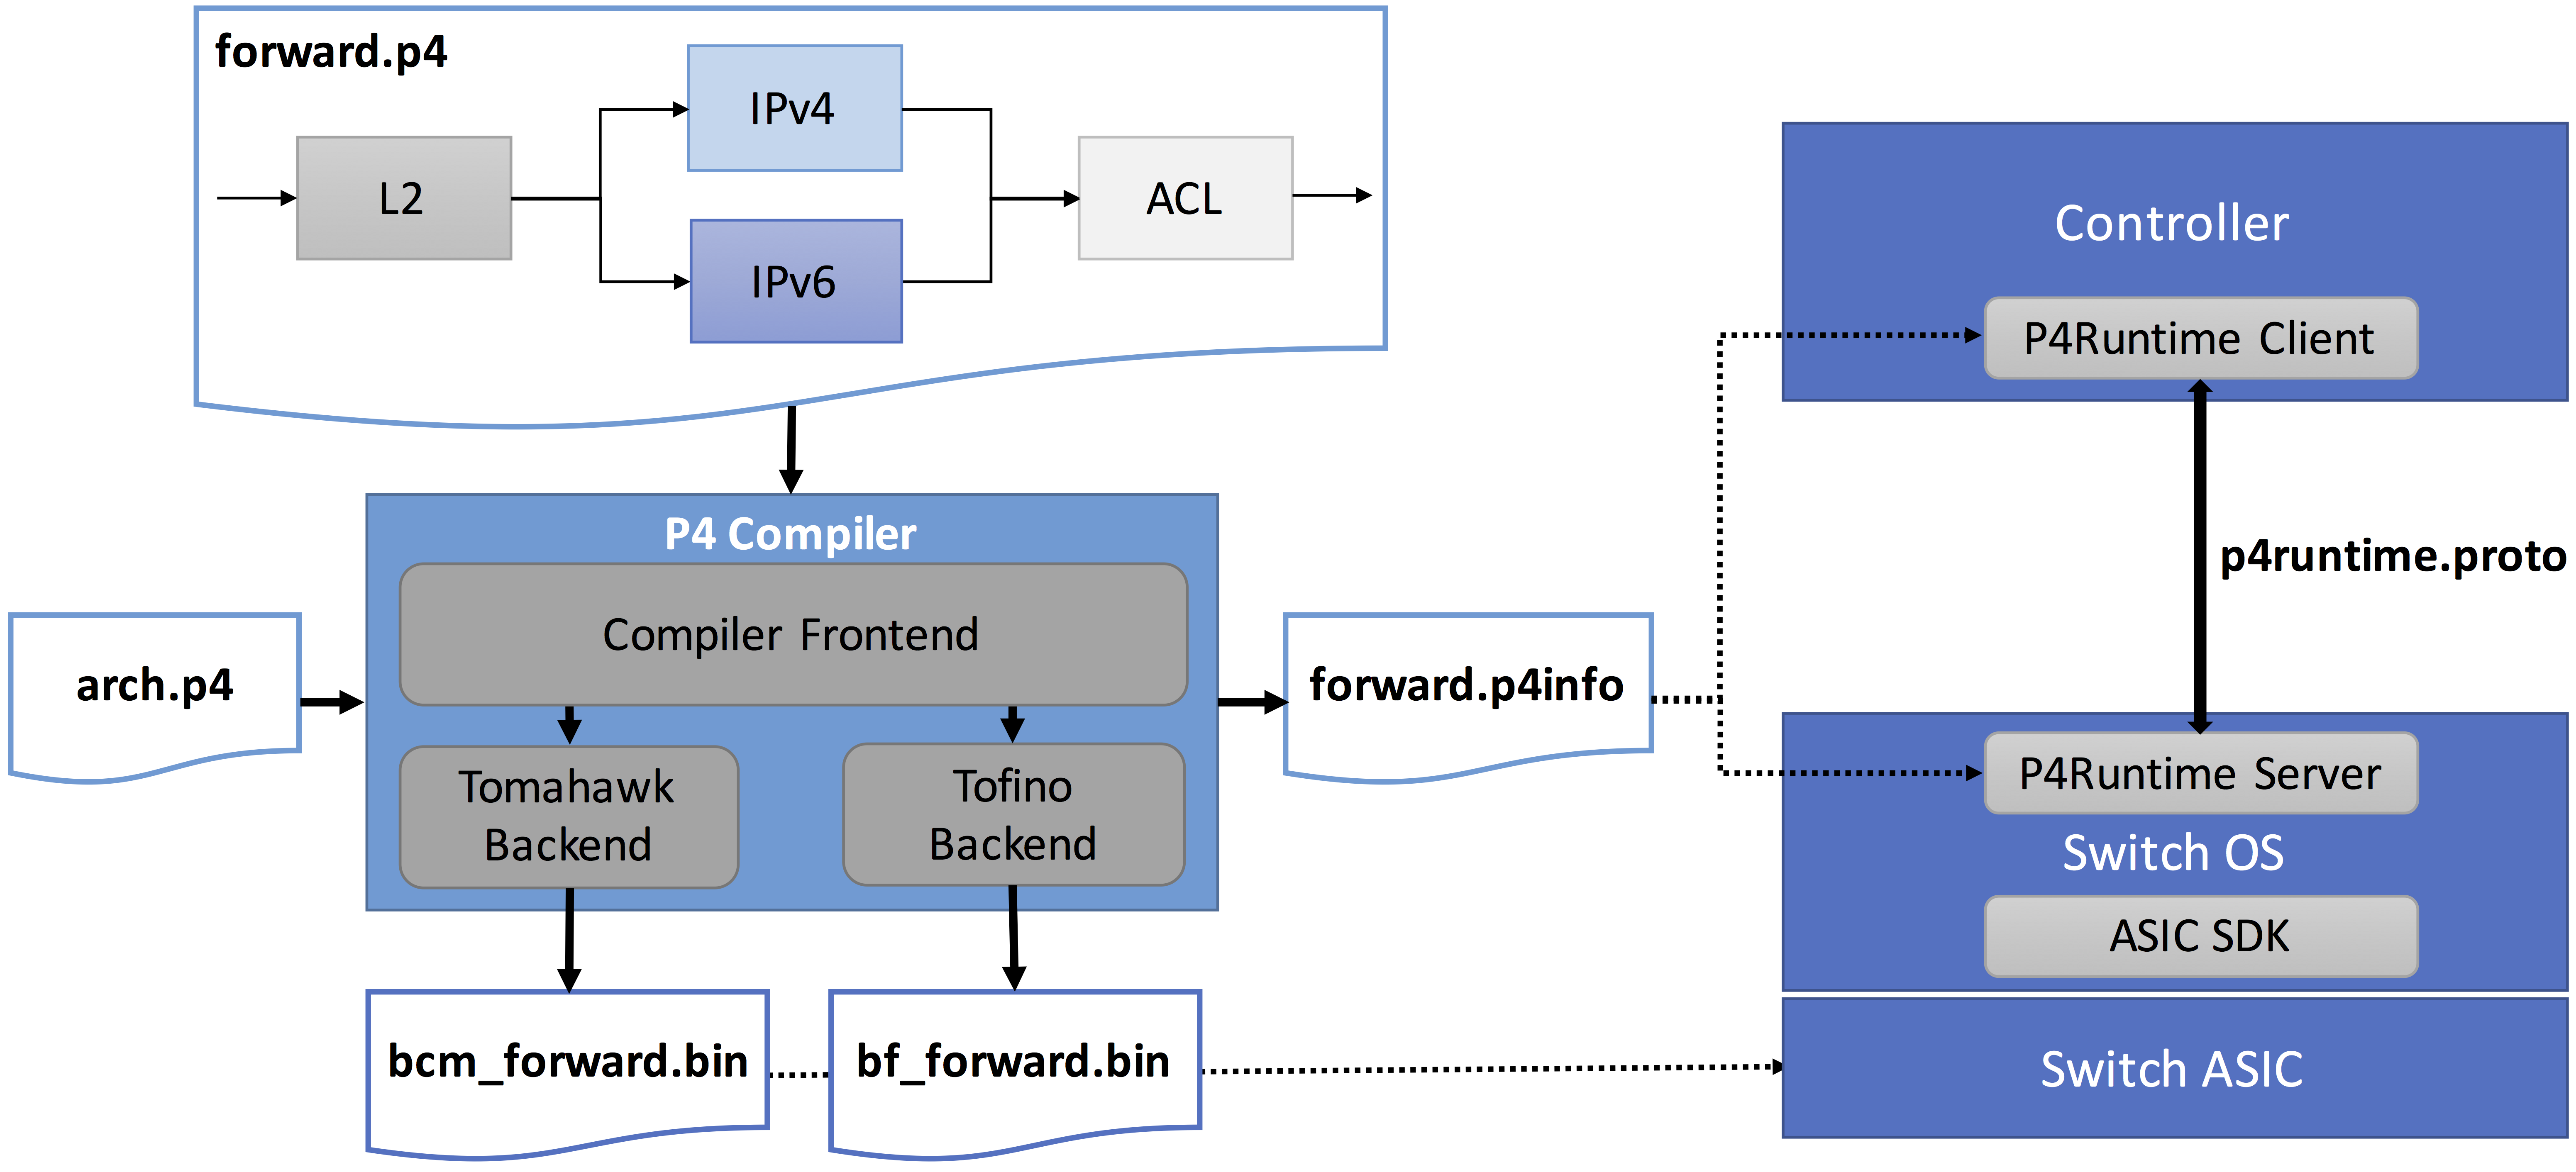 forward.p4
IPv4
L2
ACL
IPv6
Controller
P4Runtime Client
P4 Compiler
Compiler Frontend
p4runtime.proto
arch.p4
forward.p4info
Tomahawk
Backend
Tofino
Backend
P4Runtime Server
Switch OS
ASIC SDK
bcm_forward.bin
bf_forward.bin
Switch ASIC